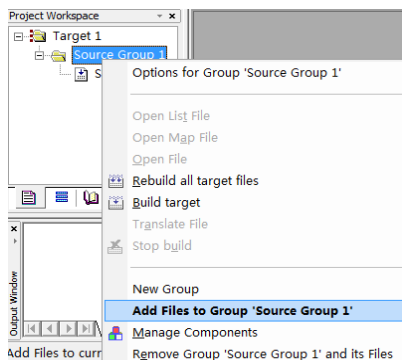 Project Workspace
Target 1
Source Group 1
S
Options for Group 'Source Group 1'
Open List File
Open Map File
Open File
Rebuild all target files
Build target
Translate File
Stop build
New Group
Add Files to Group 'Source Group 1'
Manage Components
Remove Group 'Source Group 1' and its Files
Output Window
Add Files to curr